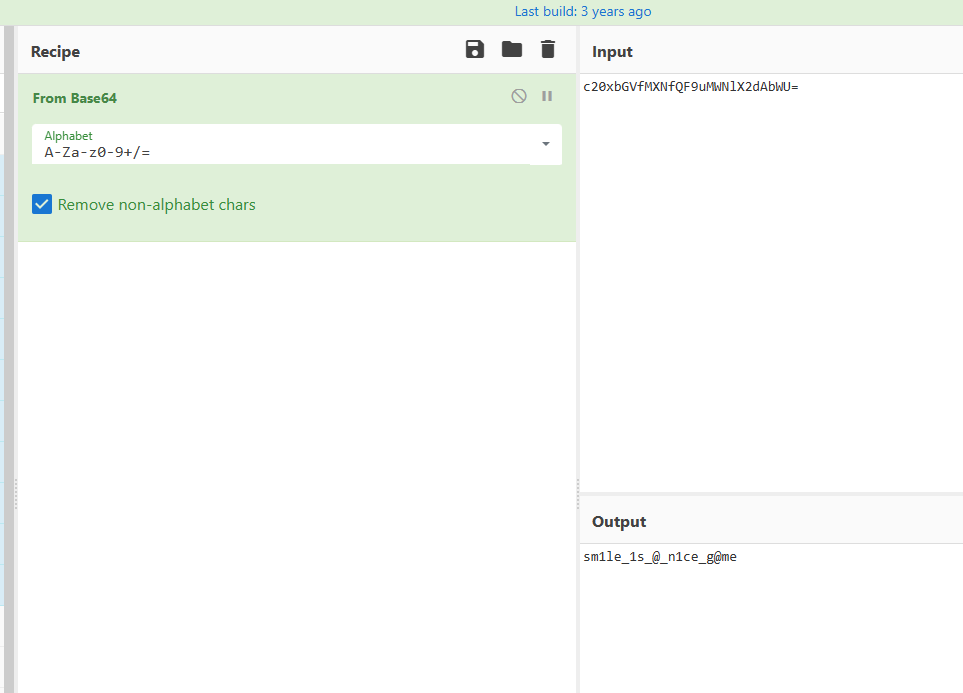 Last build: 3 years ago
Recipe
From Base64
Alphabet
A-Za-z0-9+/=
Remove non-alphabet chars
Input
c20xbGVfMXNfQF9uMWNlX2dAbWU=
Output
sm1le_1s_@_n1ce_g@me